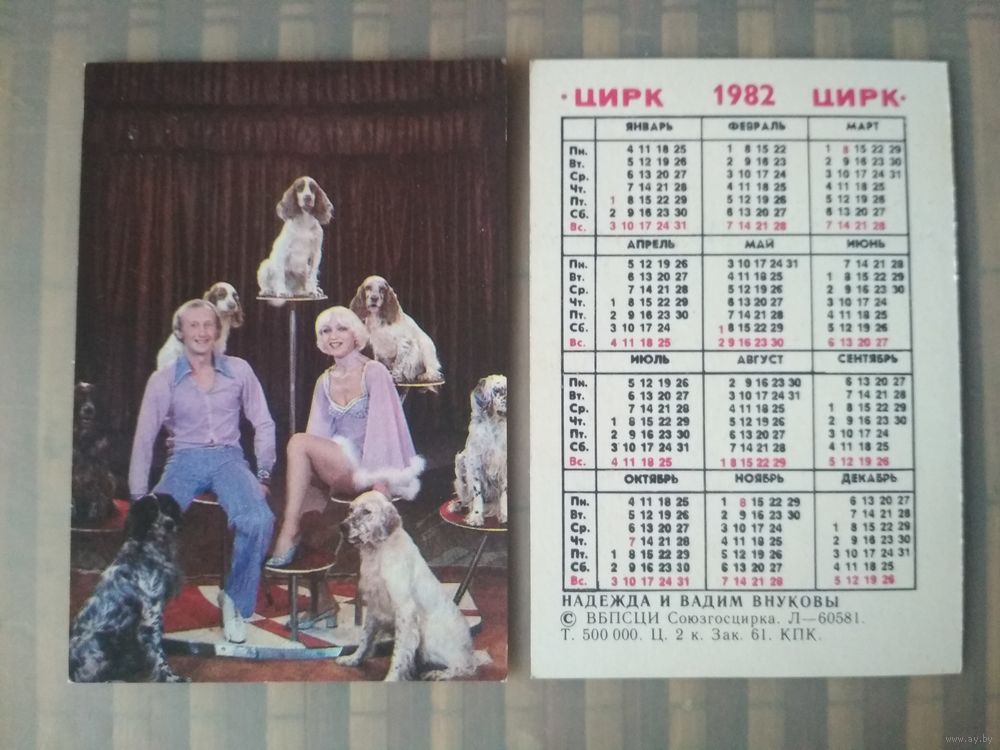 ·ЦИРК 1982 ЦИРК·
ЯНВАРЬ ФЕВРАЛЬ МАРТ
Пн. 4 11 18 25 1 8 15 22 1 8 15 22 29
Вт. 5 12 19 26 2 9 16 23 2 9 16 23 30
Ср. 6 13 20 27 3 10 17 24 3 10 17 24 31
Чт. 7 14 21 28 4 11 18 25 4 11 18 25
Пт. 1 8 15 22 29 5 12 19 26 5 12 19 26
Сб. 2 9 16 23 30 6 13 20 27 6 13 20 27
Вс. 3 10 17 24 31 7 14 21 28 7 14 21 28
АПРЕЛЬ МАЙ ИЮНЬ
Пн. 5 12 19 26 3 10 17 24 31 7 14 21 28
Вт. 6 13 20 27 4 11 18 25 1 8 15 22 29
Ср. 7 14 21 28 5 12 19 26 2 9 16 23 30
Чт. 1 8 15 22 29 6 13 20 27 3 10 17 24
Пт. 2 9 16 23 30 7 14 21 28 4 11 18 25
Сб. 3 10 17 24 1 8 15 22 29 5 12 19 26
Вс. 4 11 18 25 2 9 16 23 30 6 13 20 27
ИЮЛЬ АВГУСТ СЕНТЯБРЬ
Пн. 5 12 19 26 2 9 16 23 30 6 13 20 27
Вт. 6 13 20 27 3 10 17 24 31 7 14 21 28
Ср. 7 14 21 28 4 11 18 25 1 8 15 22 29
Чт. 1 8 15 22 29 5 12 19 26 2 9 16 23 30
Пт. 2 9 16 23 30 6 13 20 27 3 10 17 24
Сб. 3 10 17 24 31 7 14 21 28 4 11 18 25
Вс. 4 11 18 25 1 8 15 22 29 5 12 19 26
ОКТЯБРЬ НОЯБРЬ ДЕКАБРЬ
Пн. 4 11 18 25 1 8 15 22 29 6 13 20 27
Вт. 5 12 19 26 2 9 16 23 30 7 14 21 28
Ср. 6 13 20 27 3 10 17 24 1 8 15 22 29
Чт. 7 14 21 28 4 11 18 25 2 9 16 23 30
Пт. 1 8 15 22 29 5 12 19 26 3 10 17 24 31
Сб. 2 9 16 23 30 6 13 20 27 4 11 18 25
Вс. 3 10 17 24 31 7 14 21 28 5 12 19 26
НАДЕЖДА И ВАДИМ ВНУКОВЫ
© ВБПСЦИ Союзгосцирка. Л—60581.
Т. 500 000. Ц. 2 к. Зак. 61. КПК.
www.ay.by